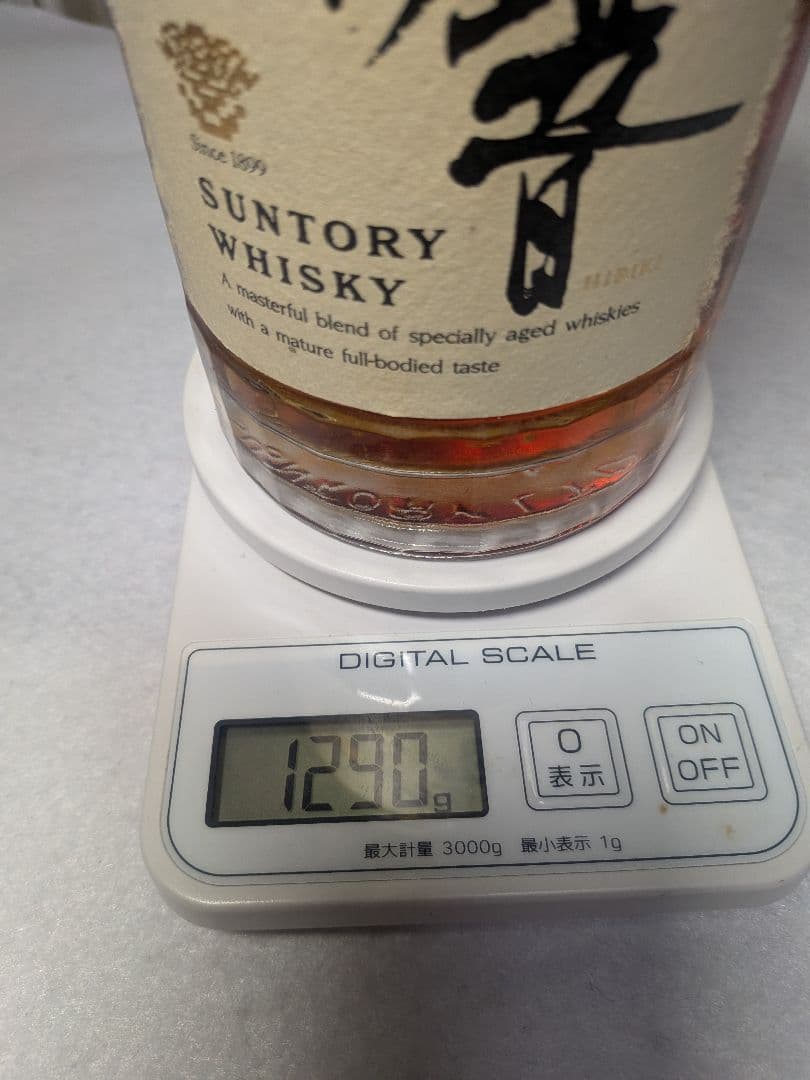 響
Since 1899
SUNTORY
WHISKY
HIBIKI
A masterful blend of specially aged whiskies
with a mature full-bodied taste
DIGITAL SCALE
1290g
0
表示
ON
OFF
最大計量 3000g 最小表示 1g